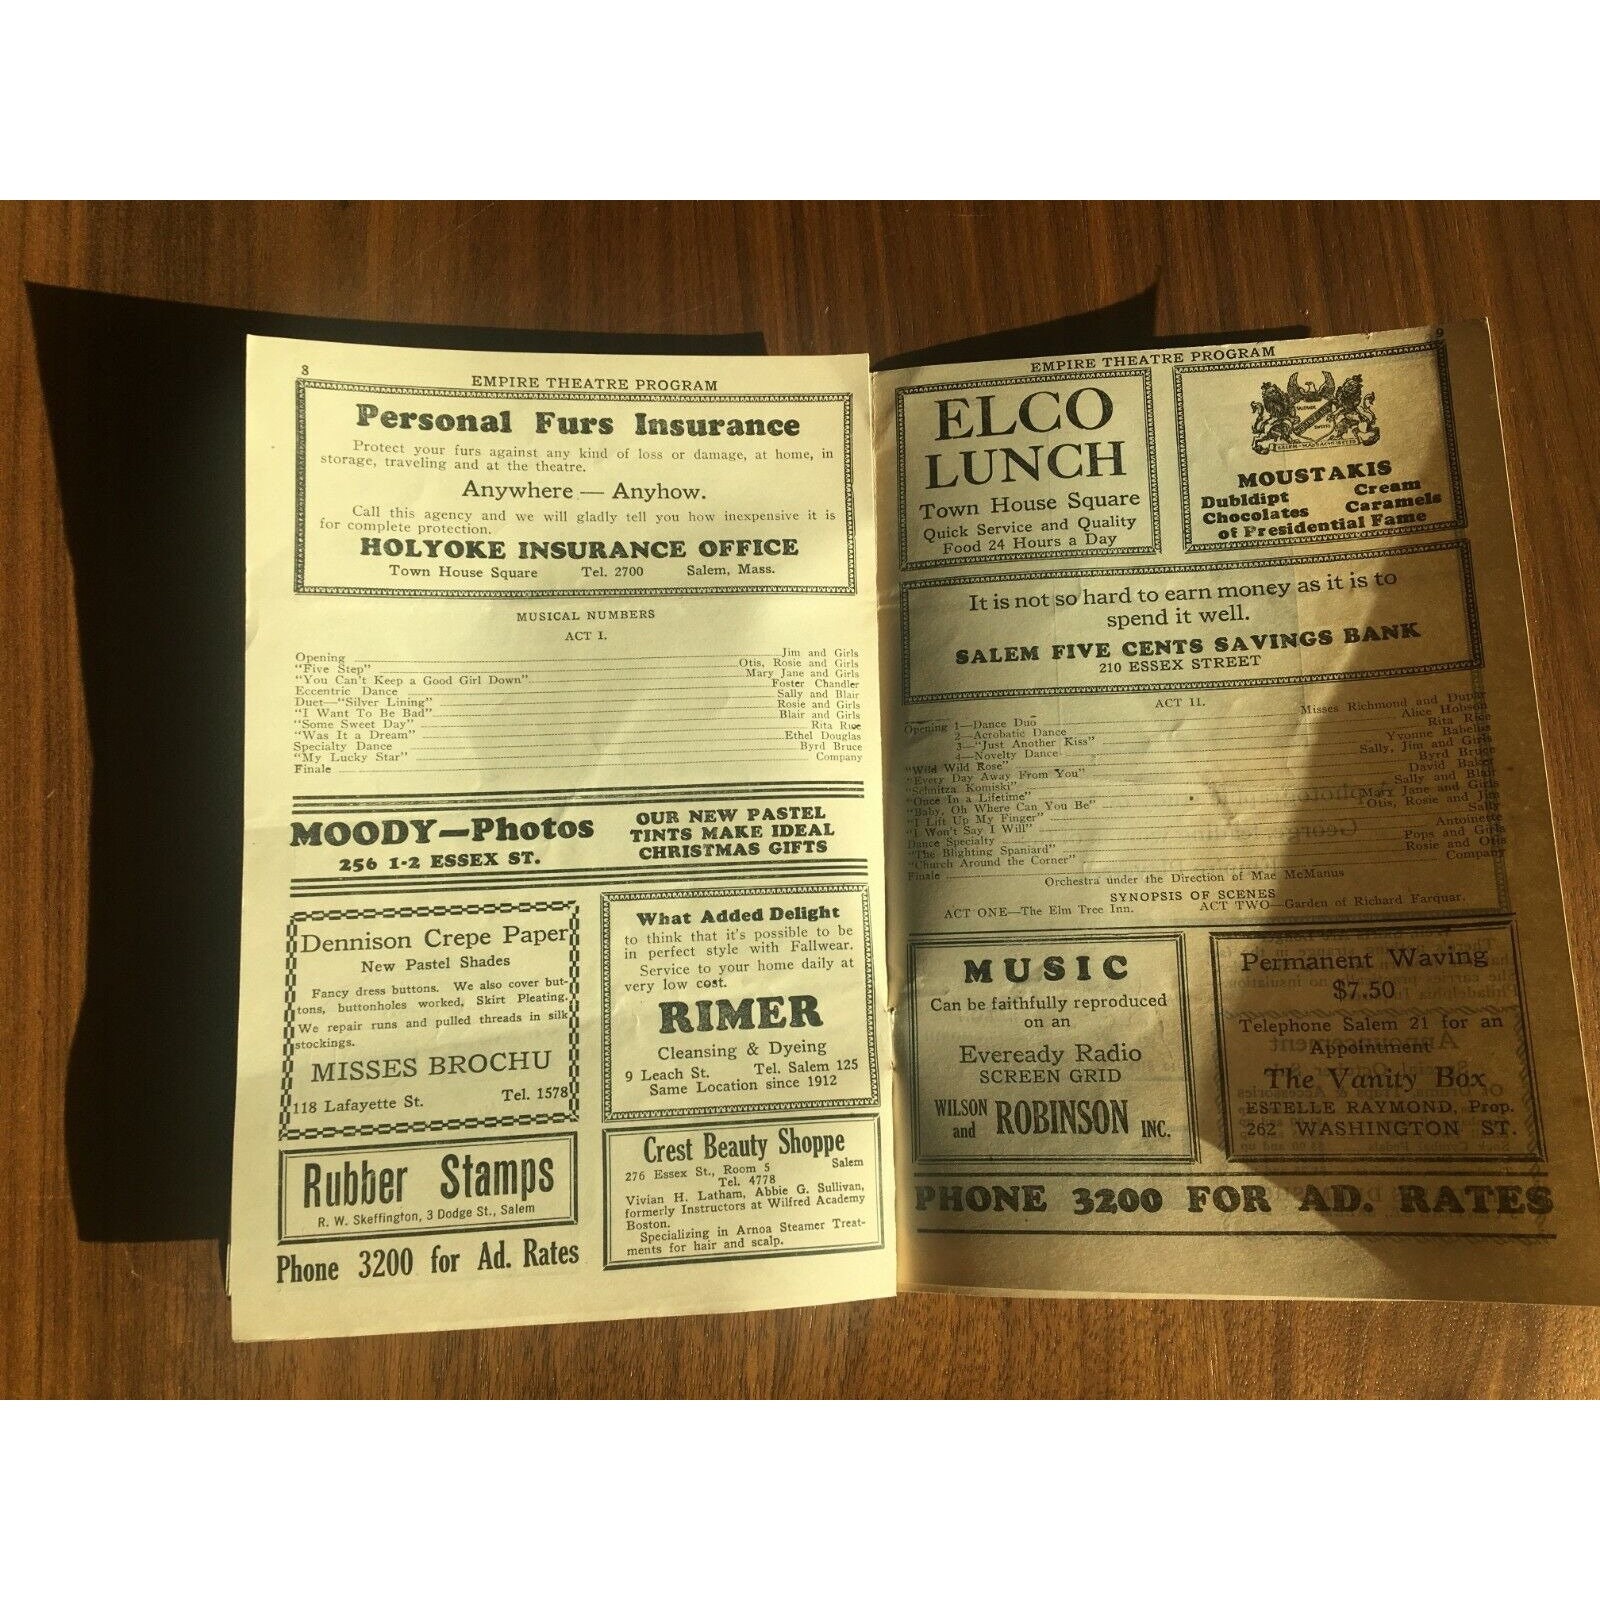 8
EMPIRE THEATRE PROGRAM
Personal Furs Insurance
Protect your furs against any kind of loss or damage, at home, in
storage, traveling and at the theatre.
Anywhere — Anyhow.
Call this agency and we will gladly tell you how inexpensive it is
for complete protection.
HOLYOKE INSURANCE OFFICE
Town House Square Tel. 2700 Salem, Mass.
MUSICAL NUMBERS
ACT I.
Opening
"Five Step"
"You Can't Keep a Good Girl Down"
Eccentric Dance
Duet—"Silver Lining"
"I Want To Be Bad"
"Some Sweet Day"
"Was It a Dream"
Specialty Dance
"My Lucky Star"
Finale
Jim and Girls
Otis, Rosie and Girls
Mary Jane and Girls
Foster Chandler
Sally and Blair
Rosie and Girls
Blair and Girls
Rita Rice
Ethel Douglas
Byrd Bruce
Company
MOODY—Photos
256 1-2 ESSEX ST.
OUR NEW PASTEL
TINTS MAKE IDEAL
CHRISTMAS GIFTS
Dennison Crepe Paper
New Pastel Shades
Fancy dress buttons. We also cover but-
tons, buttonholes worked, Skirt Pleating.
We repair runs and pulled threads in silk
stockings.
MISSES BROCHU
118 Lafayette St. Tel. 1578
Rubber Stamps
R. W. Skeffington, 3 Dodge St., Salem
Phone 3200 for Ad. Rates
What Added Delight
to think that it's possible to be
in perfect style with Fallwear.
Service to your home daily at
very low cost.
RIMER
Cleansing & Dyeing
9 Leach St. Tel. Salem 125
Same Location since 1912
Crest Beauty Shoppe
276 Essex St., Room 5 Salem
Tel. 4778
Vivian H. Latham, Abbie G. Sullivan,
formerly Instructors at Wilfred Academy
Boston.
Specializing in Arnoa Steamer Treat-
ments for hair and scalp.
9
EMPIRE THEATRE PROGRAM
ELCO
LUNCH
Town House Square
Quick Service and Quality
Food 24 Hours a Day
MOUSTAKIS
Dubldipt Cream
Chocolates Caramels
of Presidential Fame
It is not so hard to earn money as it is to
spend it well.
SALEM FIVE CENTS SAVINGS BANK
210 ESSEX STREET
ACT II.
Opening 1—Dance Duo
2—Acrobatic Dance
3—"Just Another Kiss"
4—Novelty Dance
"Wild Wild Rose"
"Every Day Away From You"
"Schnitza Komiski"
"Once In a Lifetime"
"Baby, Oh Where Can You Be"
"I Lift Up My Finger"
"I Won't Say I Will"
Dance Specialty
"The Blighting Spaniard"
"Church Around the Corner"
Finale
Misses Richmond and Dupar
Alice Hobson
Rita Rice
Yvonne Babelus
Sally, Jim and Girls
Byrd Bruce
David Baker
Sally and Blair
Mary Jane and Girls
Otis, Rosie and Jim
Sally
Antoinette
Pops and Girls
Rosie and Otis
Company
Orchestra under the Direction of Mae McManus
SYNOPSIS OF SCENES
ACT ONE—The Elm Tree Inn. ACT TWO—Garden of Richard Farquar.
MUSIC
Can be faithfully reproduced
on an
Eveready Radio
SCREEN GRID
WILSON
and ROBINSON INC.
Permanent Waving
$7.50
Telephone Salem 21 for an
Appointment
The Vanity Box
ESTELLE RAYMOND, Prop.
262 WASHINGTON ST.
PHONE 3200 FOR AD. RATES